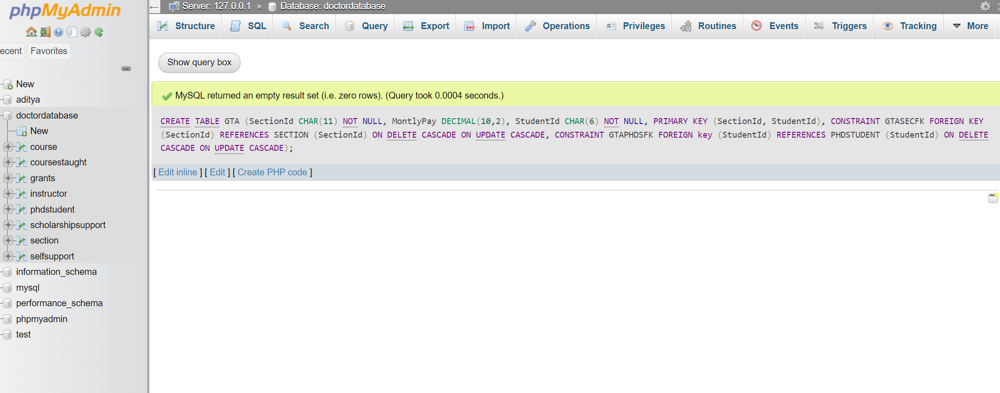 phpMyAdmin
ecent Favorites
New
aditya
doctordatabase
New
course
coursestaught
grants
instructor
phdstudent
scholarshipsupport
section
selfsupport
information_schema
mysql
performance_schema
phpmyadmin
test
← Server: 127.0.0.1 » Database: doctordatabase
Structure SQL Search Query Export Import Operations Privileges Routines Events Triggers Tracking More
Show query box
MySQL returned an empty result set (i.e. zero rows). (Query took 0.0004 seconds.)
CREATE TABLE GTA (SectionId CHAR(11) NOT NULL, MontlyPay DECIMAL(10,2), StudentId CHAR(6) NOT NULL, PRIMARY KEY (SectionId, StudentId), CONSTRAINT GTASECFK FOREIGN KEY
(SectionId) REFERENCES SECTION (SectionId) ON DELETE CASCADE ON UPDATE CASCADE, CONSTRAINT GTAPHDSFK FOREIGN key (StudentId) REFERENCES PHDSTUDENT (StudentId) ON DELETE
CASCADE ON UPDATE CASCADE);
[ Edit inline ] [ Edit ] [ Create PHP code ]